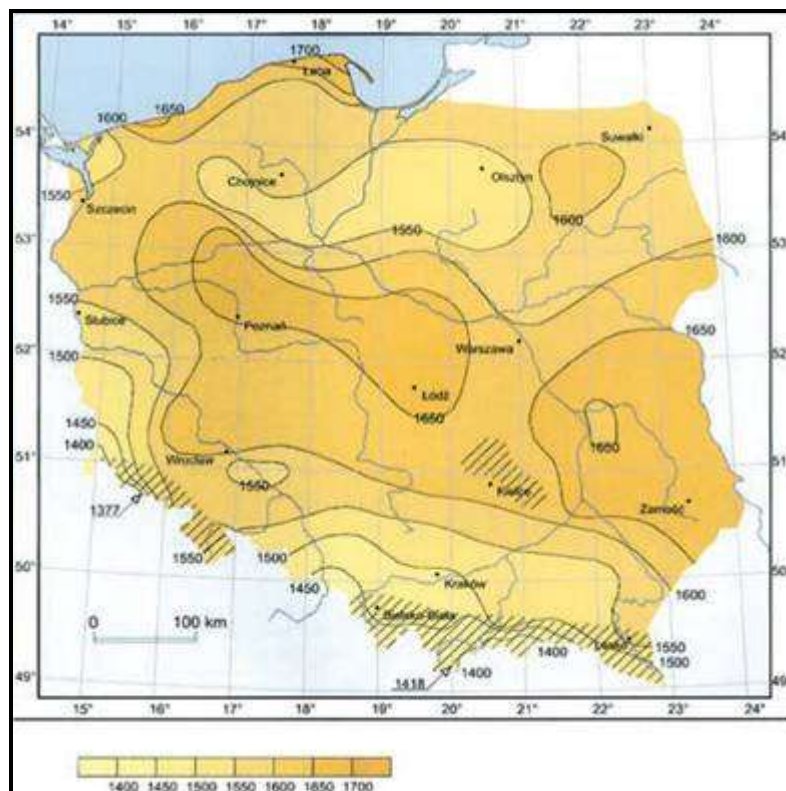 14° 15° 16° 17° 18° 19° 20° 21° 22° 23° 24°
1700
Łeba
1650
1600
54° 54°
Suwałki
Chojnice Olsztyn
1550
Szczecin
1600
1550
1600
53° 53°
1550
Słubice Poznań
1650
Warszawa
52° 52°
1500
Łódź
1650
1450
1400
1680
51° 51°
Wrocław
1550
Kielce
1377
Zamość
1550
50° 50°
1500
Kraków
1450
1600
0 100 km
Bielsko-Biała
Lesko
1550
1400
1500
1400
49° 49°
1418
15° 16° 17° 18° 19° 20° 21° 22° 23° 24°
1400 1450 1500 1550 1600 1650 1700